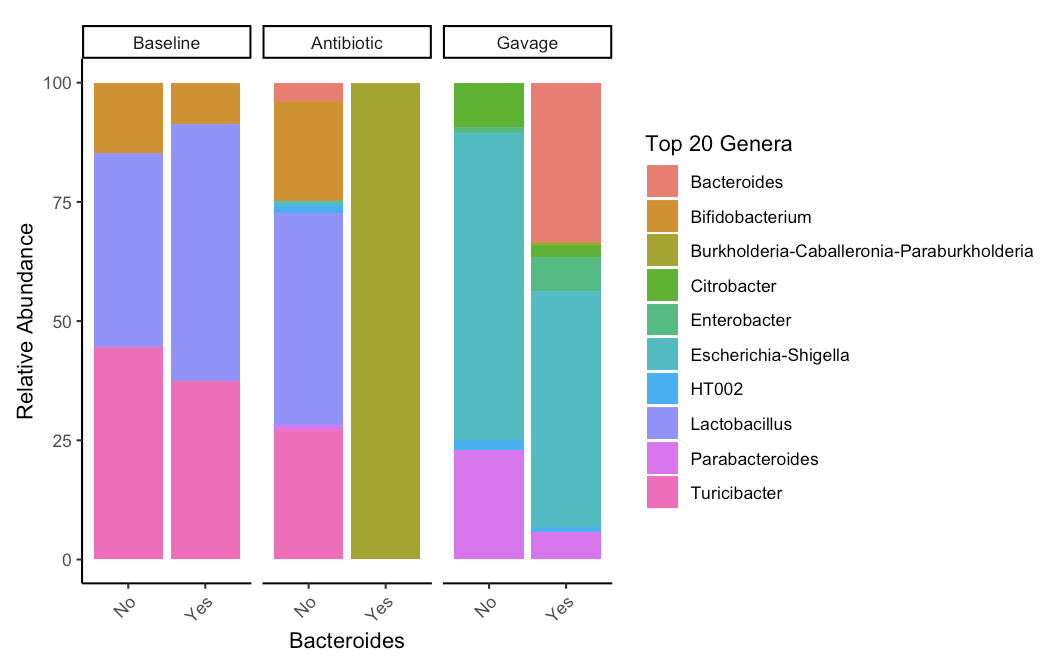 Baseline
Antibiotic
Gavage
100
75
50
25
0
Relative Abundance
No
Yes
No
Yes
No
Yes
Bacteroides
Top 20 Genera
Bacteroides
Bifidobacterium
Burkholderia-Caballeronia-Paraburkholderia
Citrobacter
Enterobacter
Escherichia-Shigella
HT002
Lactobacillus
Parabacteroides
Turicibacter